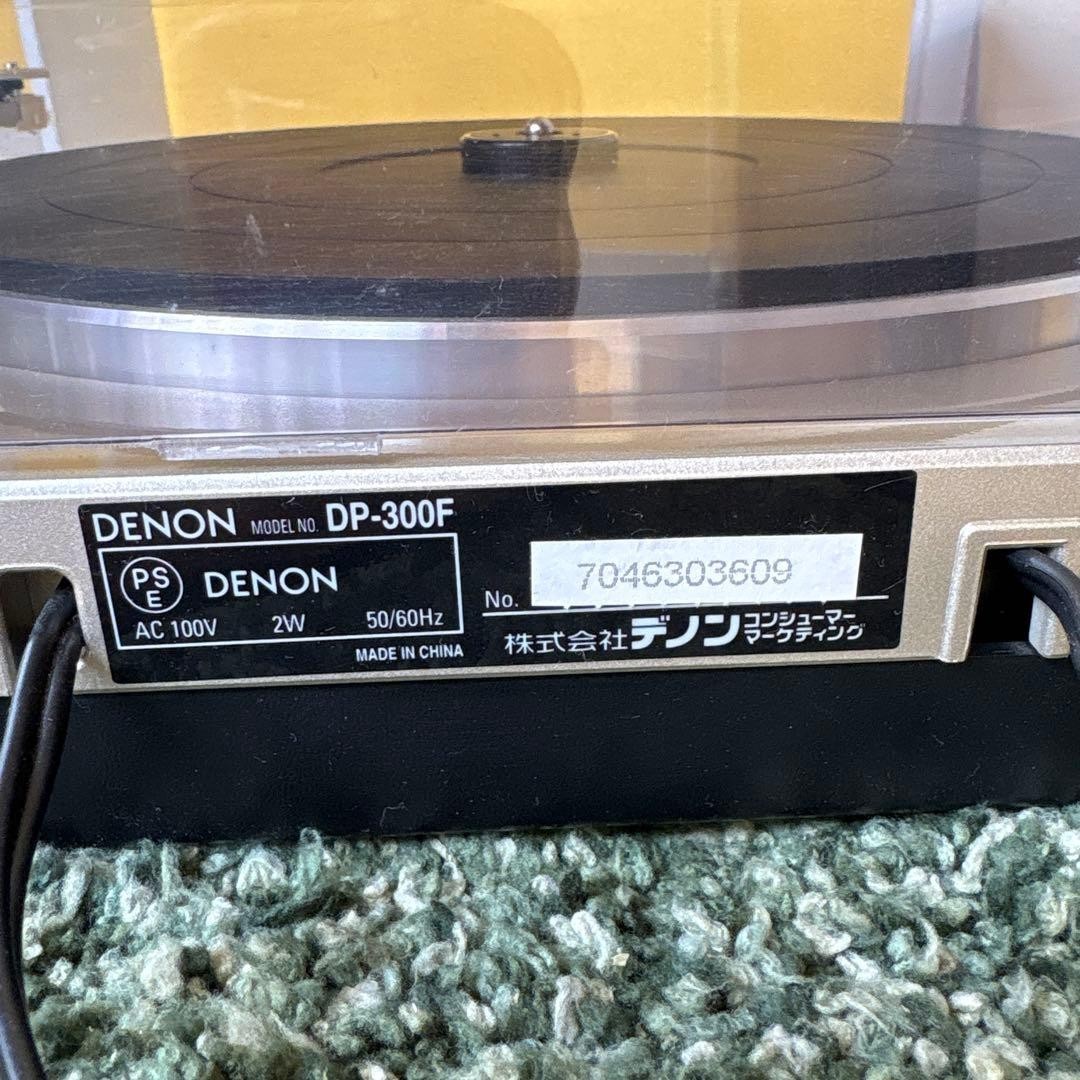 DENON MODEL NO. DP-300F
PSE DENON
AC 100V 2W 50/60Hz
MADE IN CHINA
No. 7046303609
株式会社デノンコンシューマーマーケティング